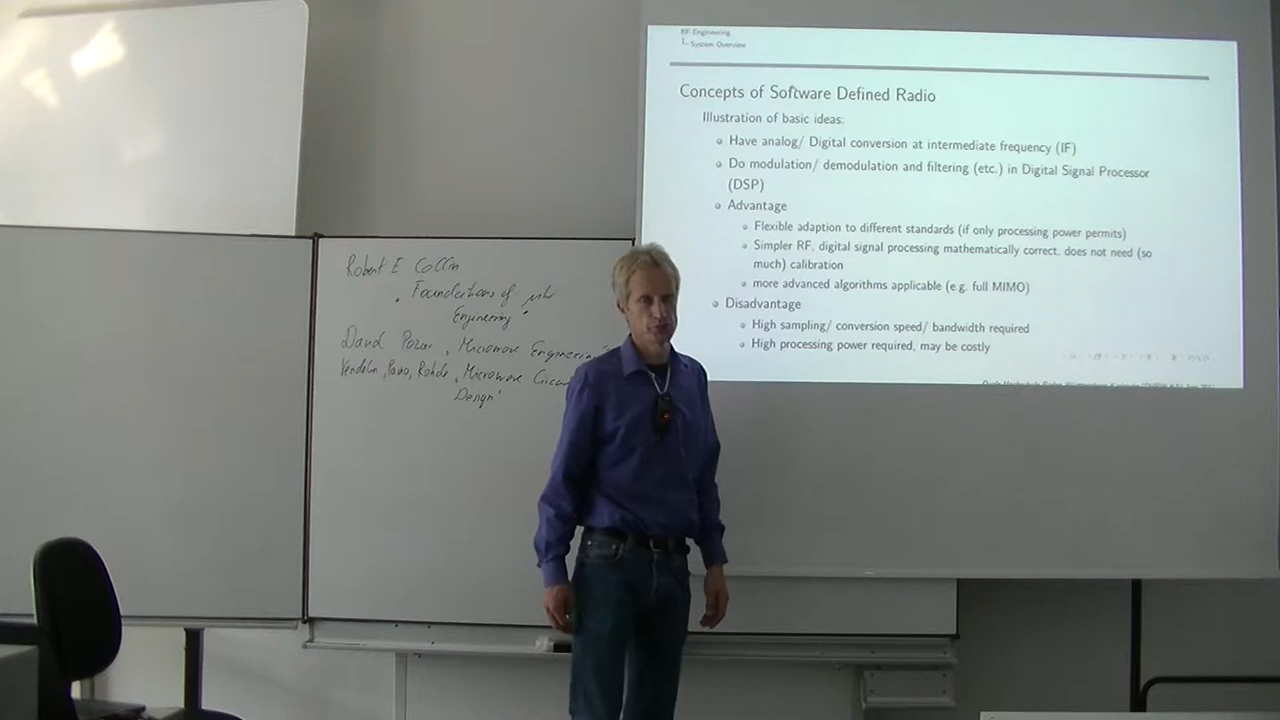 Robert E Collin
"Foundations of
Engineering"
David Pozar, "Microwave Engineering"
Vendelin, Pavio, Rohde, "Microwave
Design"
RF-Engineering
System Overview
Concepts of Software Defined Radio
Illustration of basic ideas:
Have analog/ Digital conversion at intermediate frequency (IF)
Do modulation/ demodulation and filtering (etc.) in Digital Signal Processor
(DSP)
Advantage
Flexible adaption to different standards (if only processing power permits)
Simpler RF, digital signal processing mathematically correct, does not need (so
much) calibration
more advanced algorithms applicable (e.g. full MIMO)
Disadvantage
High sampling/ conversion speed/ bandwidth required
High processing power required, may be costly